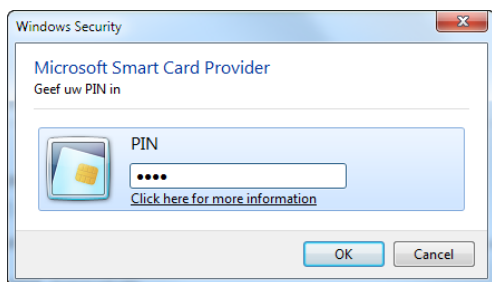 Windows Security
Microsoft Smart Card Provider
Geef uw PIN in
PIN
••••
Click here for more information
OK
Cancel